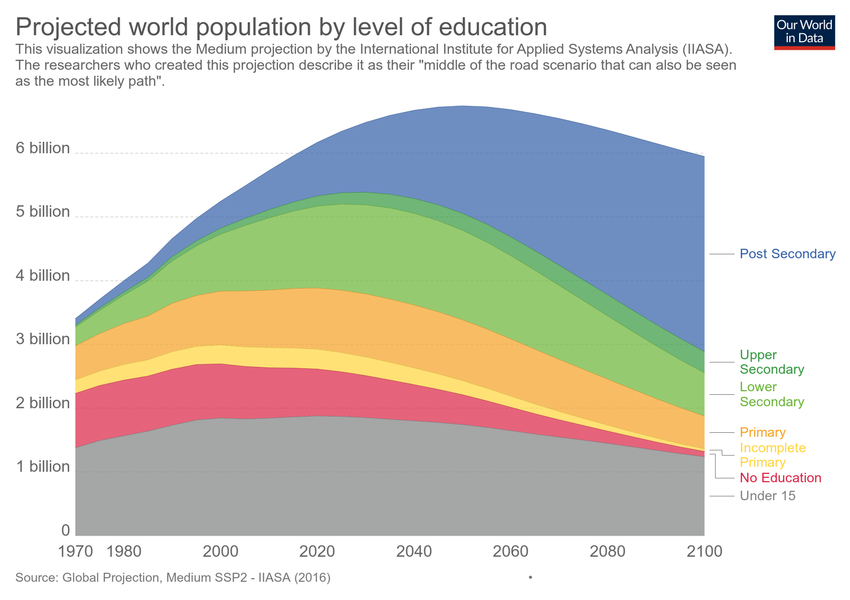 Projected world population by level of education
Our World
in Data
This visualization shows the Medium projection by the International Institute for Applied Systems Analysis (IIASA).
The researchers who created this projection describe it as their "middle of the road scenario that can also be seen
as the most likely path".
6 billion
5 billion
4 billion
3 billion
2 billion
1 billion
0
1970 1980 2000 2020 2040 2060 2080 2100
Post Secondary
Upper
Secondary
Lower
Secondary
Primary
Incomplete
Primary
No Education
Under 15
Source: Global Projection, Medium SSP2 - IIASA (2016)